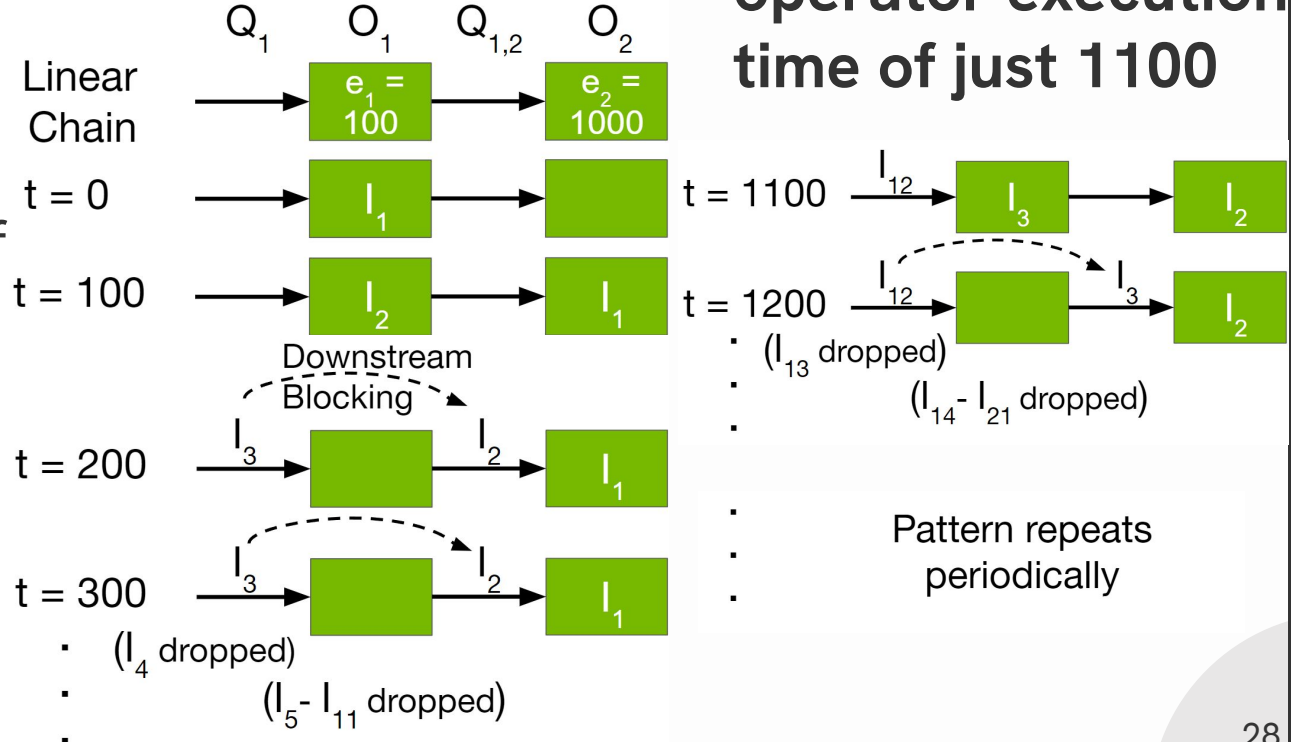 operator execution
time of just 1100
Q1 O1 Q1,2 O2
Linear
Chain
e1 =
100
e2 =
1000
t = 0
I1
t = 100
I2
I1
Downstream
Blocking
t = 200
I3
I2
I1
t = 300
I3
I2
I1
(I4 dropped)
(I5- I11 dropped)
t = 1100
I12
I3
I2
t = 1200
I12
I3
I2
(I13 dropped)
(I14- I21 dropped)
Pattern repeats
periodically
28